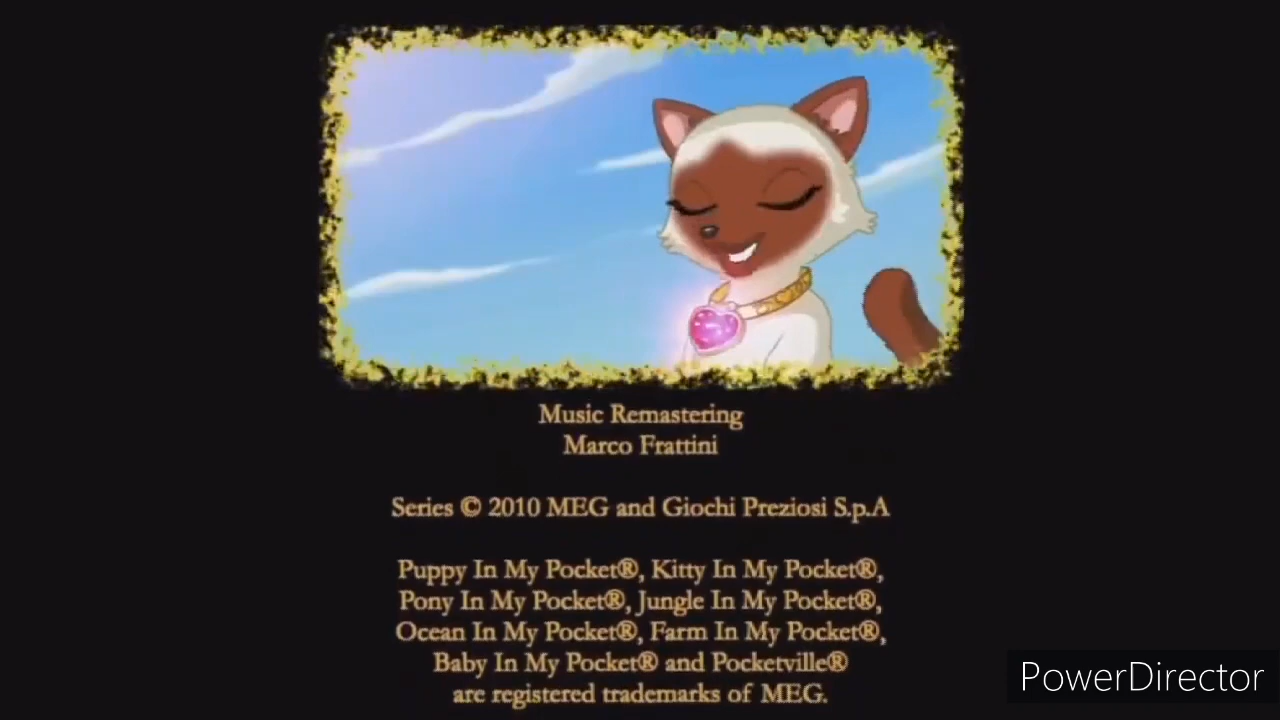 Music Remastering
Marco Frattini
Series © 2010 MEG and Giochi Preziosi S.p.A
Puppy In My Pocket®, Kitty In My Pocket®,
Pony In My Pocket®, Jungle In My Pocket®,
Ocean In My Pocket®, Farm In My Pocket®,
Baby In My Pocket® and Pocketville®
are registered trademarks of MEG.
PowerDirector